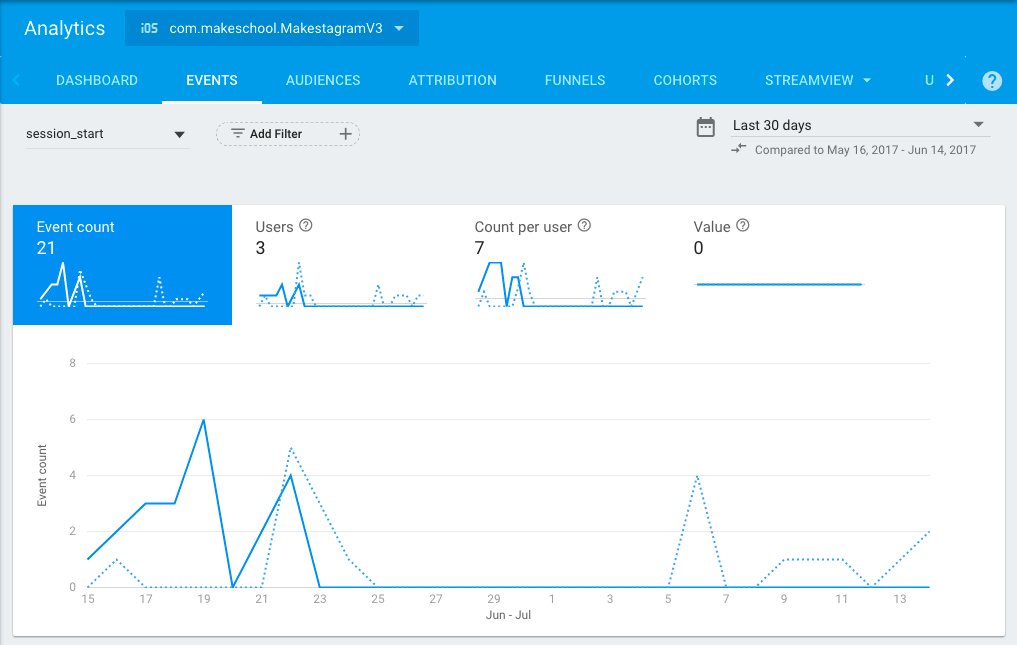 Analytics iOS com.makeschool.MakestagramV3
DASHBOARD EVENTS AUDIENCES ATTRIBUTION FUNNELS COHORTS STREAMVIEW U ?
session_start Add Filter + Last 30 days
Compared to May 16, 2017 - Jun 14, 2017
Event count Users ? Count per user ? Value ?
21 3 7 0
8
6
4
2
0
Event count
15 17 19 21 23 25 27 29 1 3 5 7 9 11 13
Jun - Jul